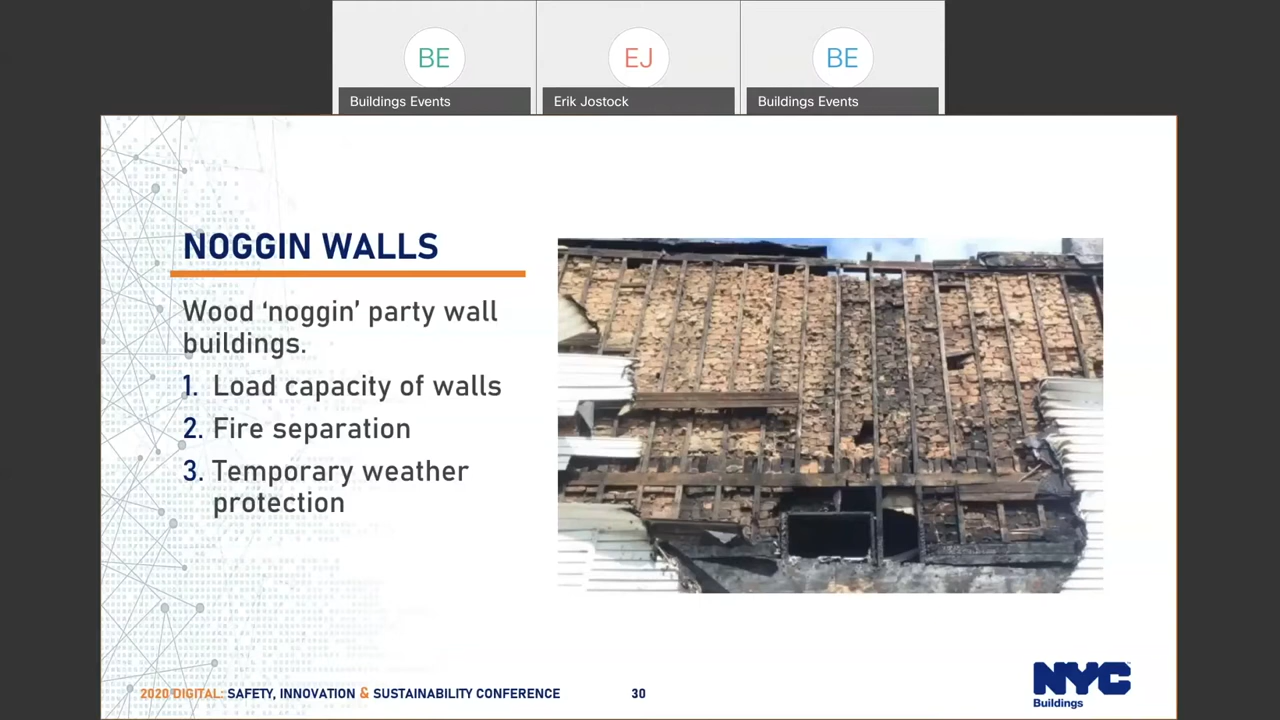 BE
EJ
BE
Buildings Events
Erik Jostock
Buildings Events
NOGGIN WALLS
Wood ‘noggin’ party wall
buildings.
1. Load capacity of walls
2. Fire separation
3. Temporary weather
protection
2020 DIGITAL: SAFETY, INNOVATION & SUSTAINABILITY CONFERENCE
30
NYC
Buildings